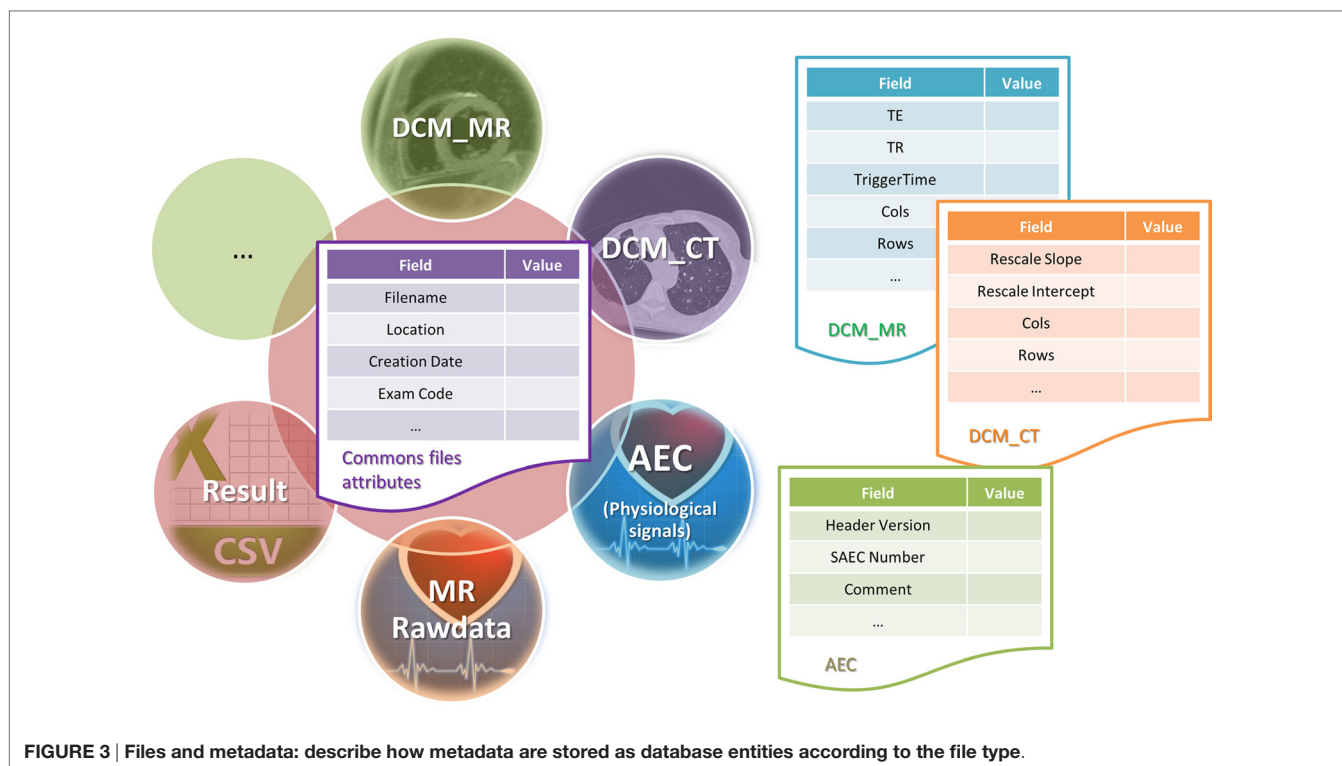 DCM_MR
DCM_CT
...
Field Value
Filename
Location
Creation Date
Exam Code
...
Commons files
attributes
AEC
(Physiological
signals)
X
Result
CSV
MR
Rawdata
Field Value
TE
TR
TriggerTime
Cols
Rows
...
DCM_MR
Field Value
Rescale Slope
Rescale Intercept
Cols
Rows
...
DCM_CT
Field Value
Header Version
SAEC Number
Comment
...
AEC
FIGURE 3 | Files and metadata: describe how metadata are stored as database entities according to the file type.